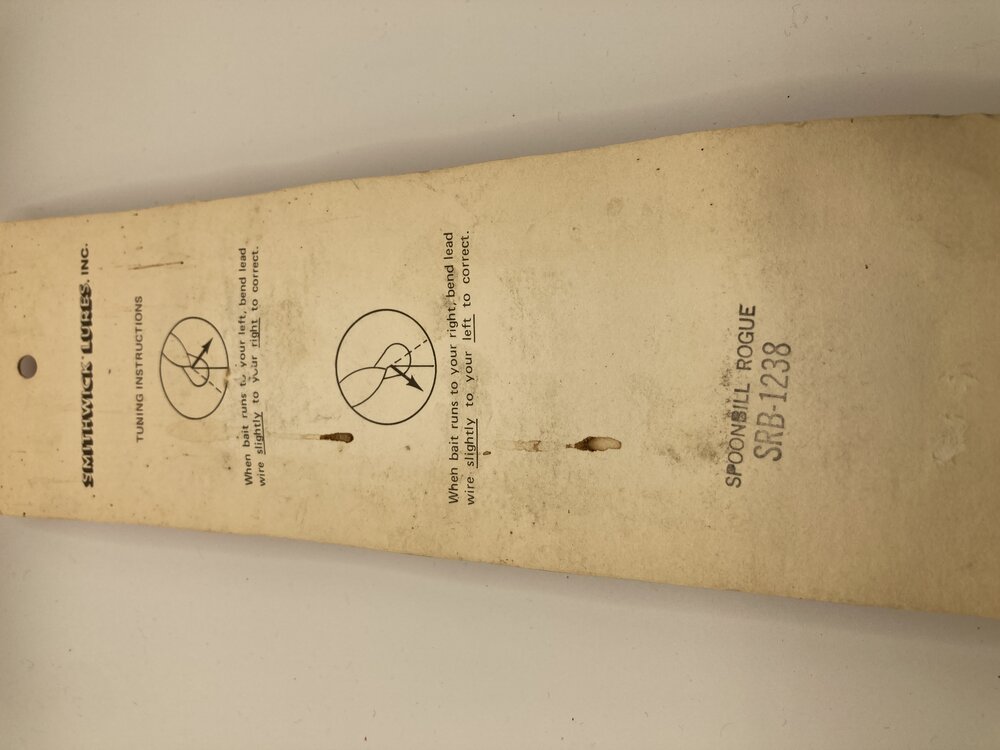 SMITHWICK LURES, INC.
TUNING INSTRUCTIONS
When bait runs to your left, bend lead
wire slightly to your right to correct.
When bait runs to your right, bend lead
wire slightly to your left to correct.
SPOONBILL ROGUE
SRB-1238